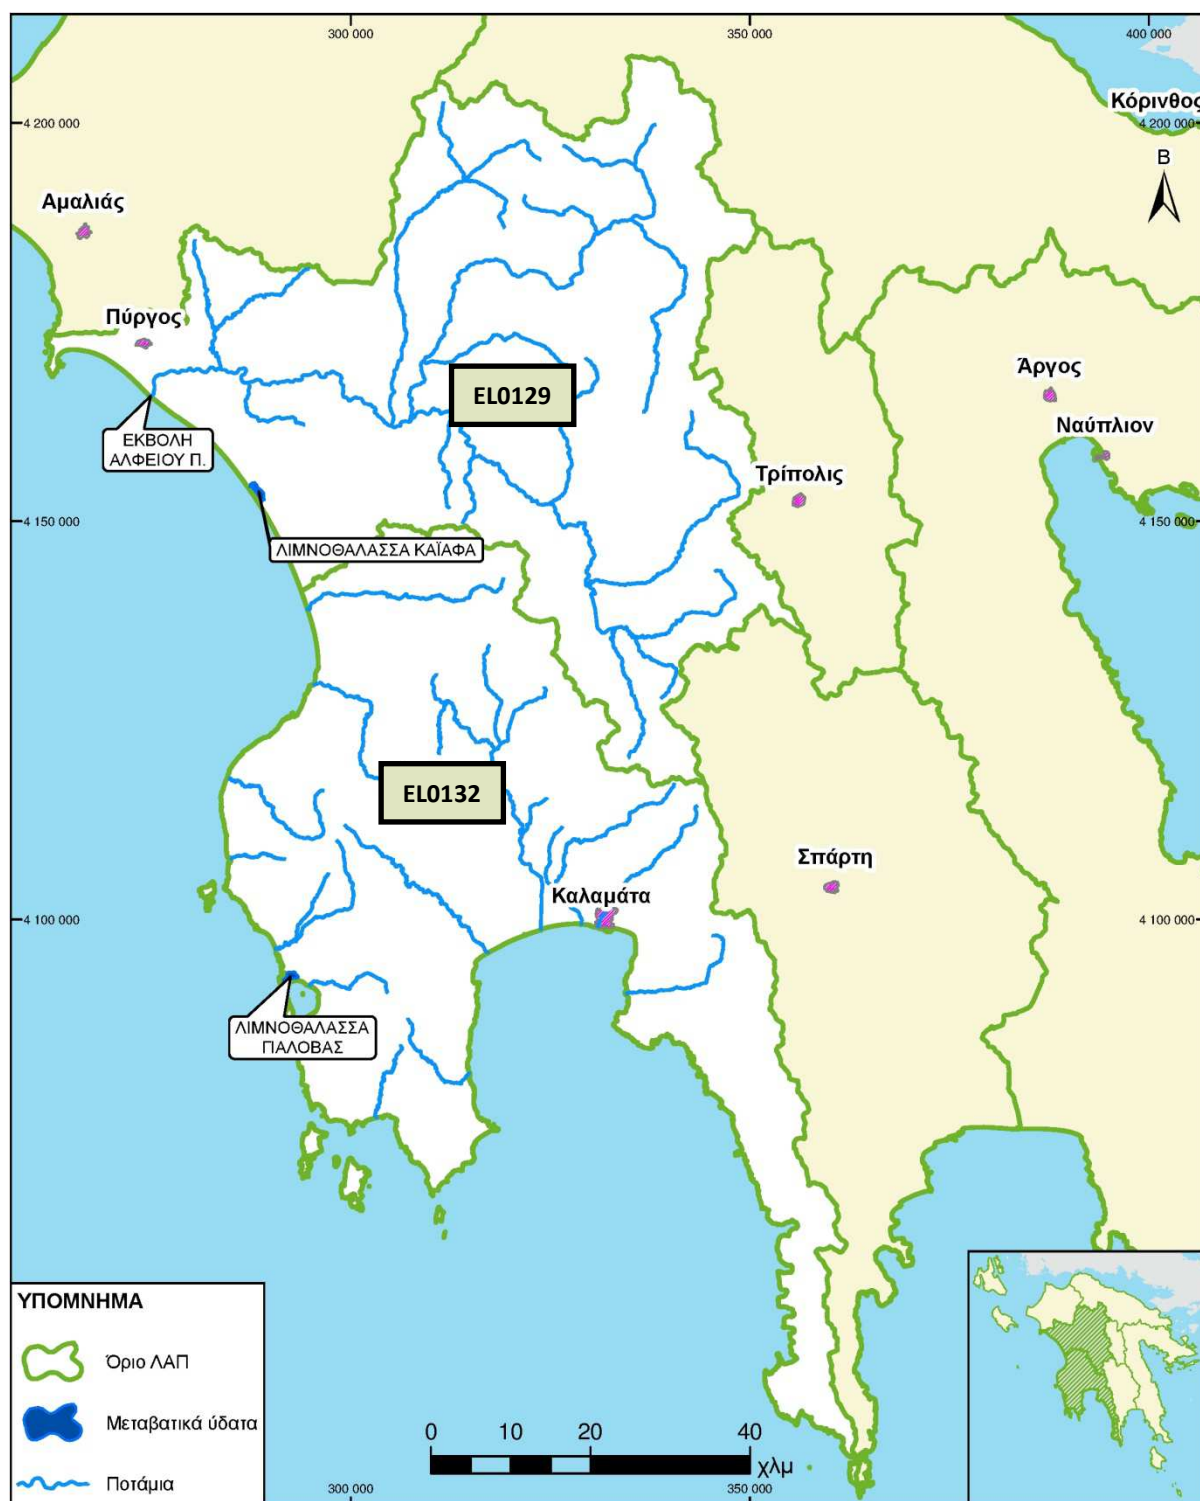 300 000
350 000
400 000
Κόρινθος
4 200 000
4 200 000
Β
Αμαλιάς
Πύργος
EL0129
Άργος
Ναύπλιον
ΕΚΒΟΛΗ
ΑΛΦΕΙΟΥ Π.
Τρίπολις
4 150 000
4 150 000
ΛΙΜΝΟΘΑΛΑΣΣΑ ΚΑΪΑΦΑ
EL0132
Σπάρτη
Καλαμάτα
4 100 000
4 100 000
ΛΙΜΝΟΘΑΛΑΣΣΑ
ΓΙΑΛΟΒΑΣ
ΥΠΟΜΝΗΜΑ
Όριο ΛΑΠ
Μεταβατικά ύδατα
Ποτάμια
0 10 20 40
χλμ
300 000
350 000